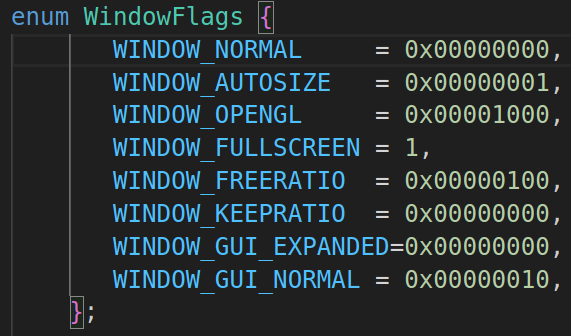 enum WindowFlags {
WINDOW_NORMAL = 0x00000000,
WINDOW_AUTOSIZE = 0x00000001,
WINDOW_OPENGL = 0x00001000,
WINDOW_FULLSCREEN = 1,
WINDOW_FREERATIO = 0x00000100,
WINDOW_KEEPRATIO = 0x00000000,
WINDOW_GUI_EXPANDED=0x00000000,
WINDOW_GUI_NORMAL = 0x00000010,
};